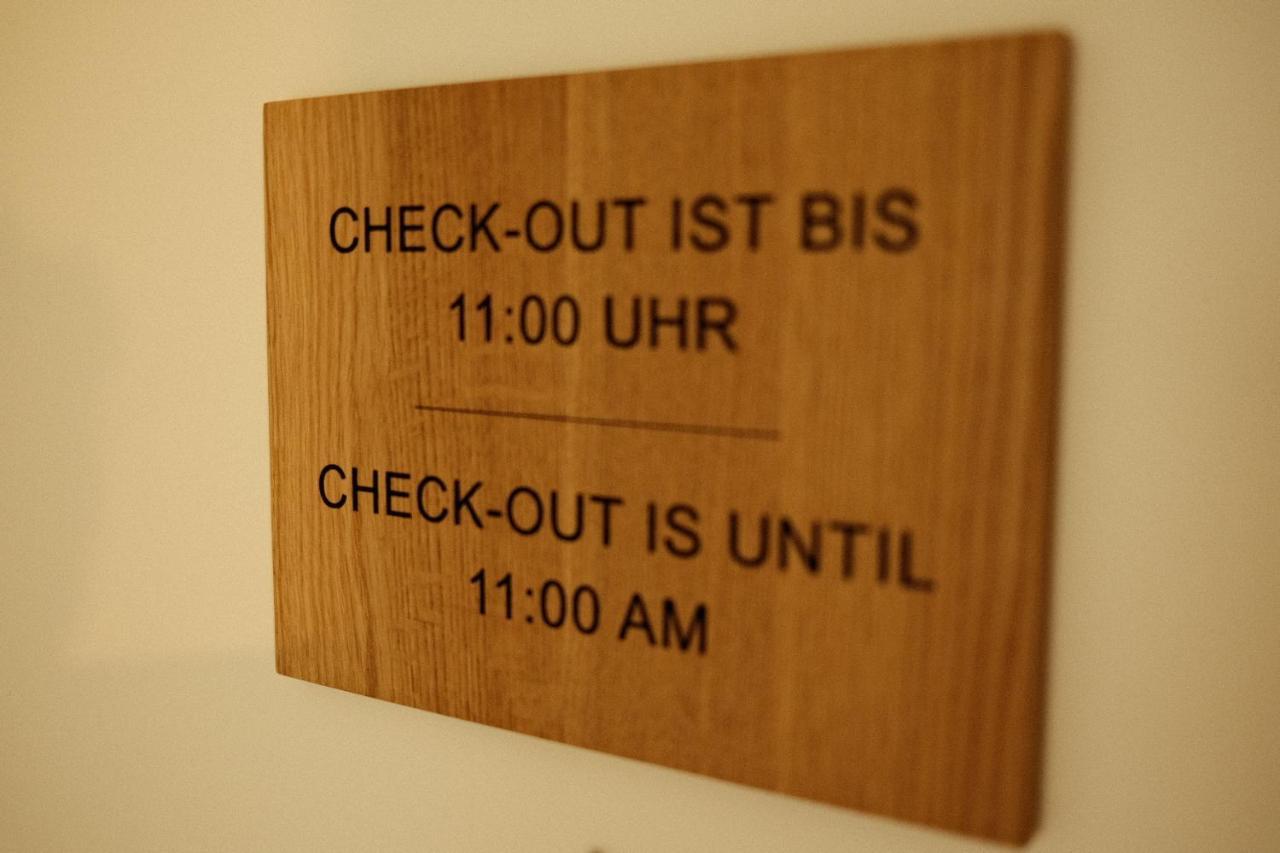 CHECK-OUT IST BIS
11:00 UHR
CHECK-OUT IS UNTIL
11:00 AM